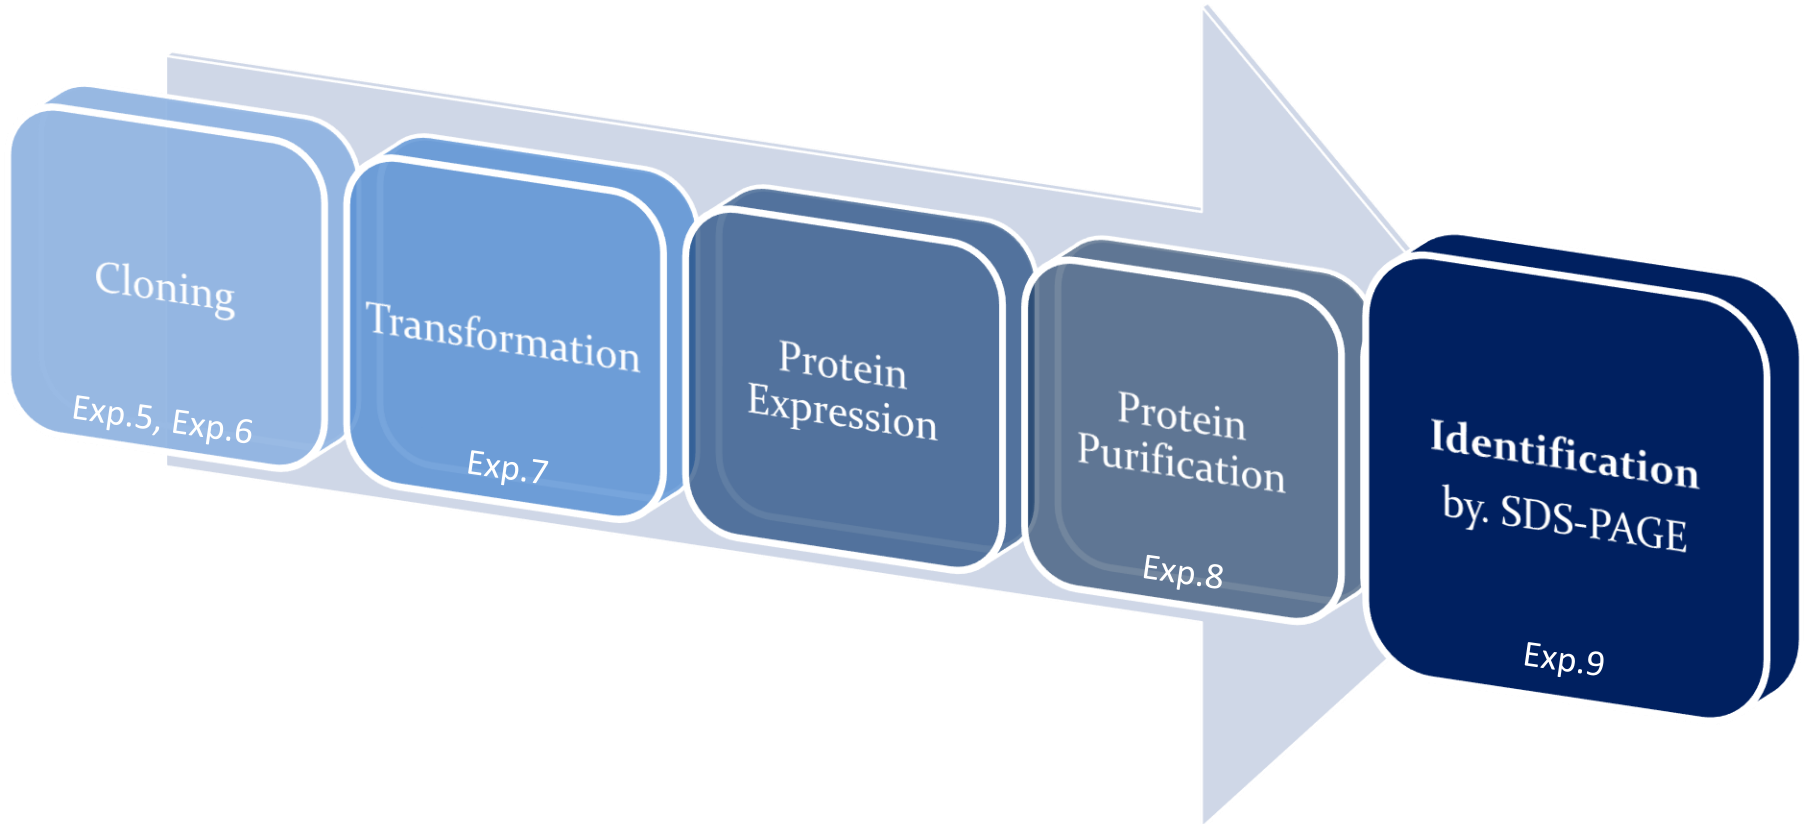 Cloning
Exp.5, Exp.6
Transformation
Exp.7
Protein
Expression
Protein
Purification
Exp.8
Identification
by. SDS-PAGE
Exp.9